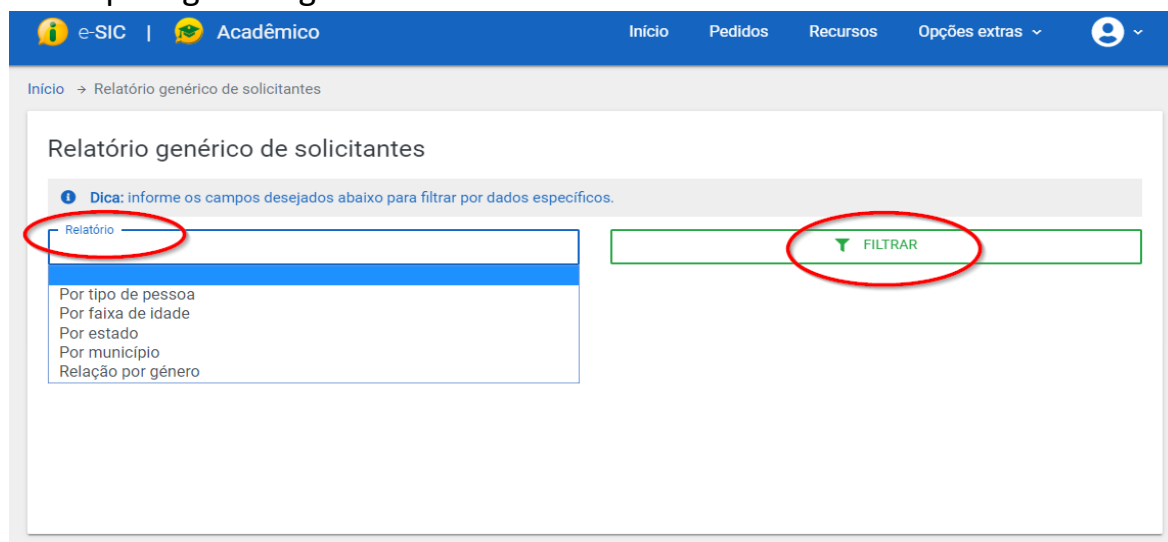 e-SIC | Acadêmico Início Pedidos Recursos Opções extras
Início → Relatório genérico de solicitantes
Relatório genérico de solicitantes
Dica: informe os campos desejados abaixo para filtrar por dados específicos.
Relatório
FILTRAR
Por tipo de pessoa
Por faixa de idade
Por estado
Por município
Relação por género